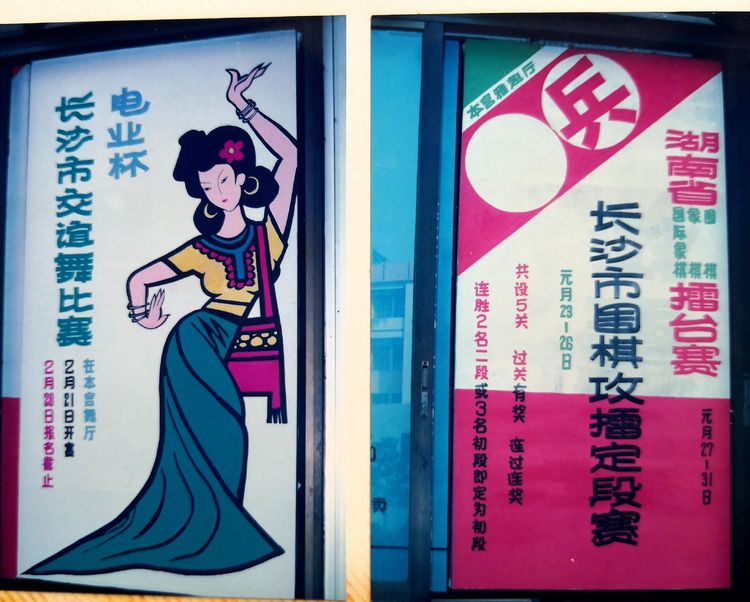 电业杯
长沙市交谊舞比赛
在本宫舞厅
2月21日开赛
2月20日报名截止
本宫雅趣厅
兵
湖南省围棋象棋国际象棋擂台赛
元月27-31日
长沙市围棋攻擂定段赛
元月23-26日
共设5关 过关有奖 连过连奖
连胜2名二段或3名初段即定为初段
卖